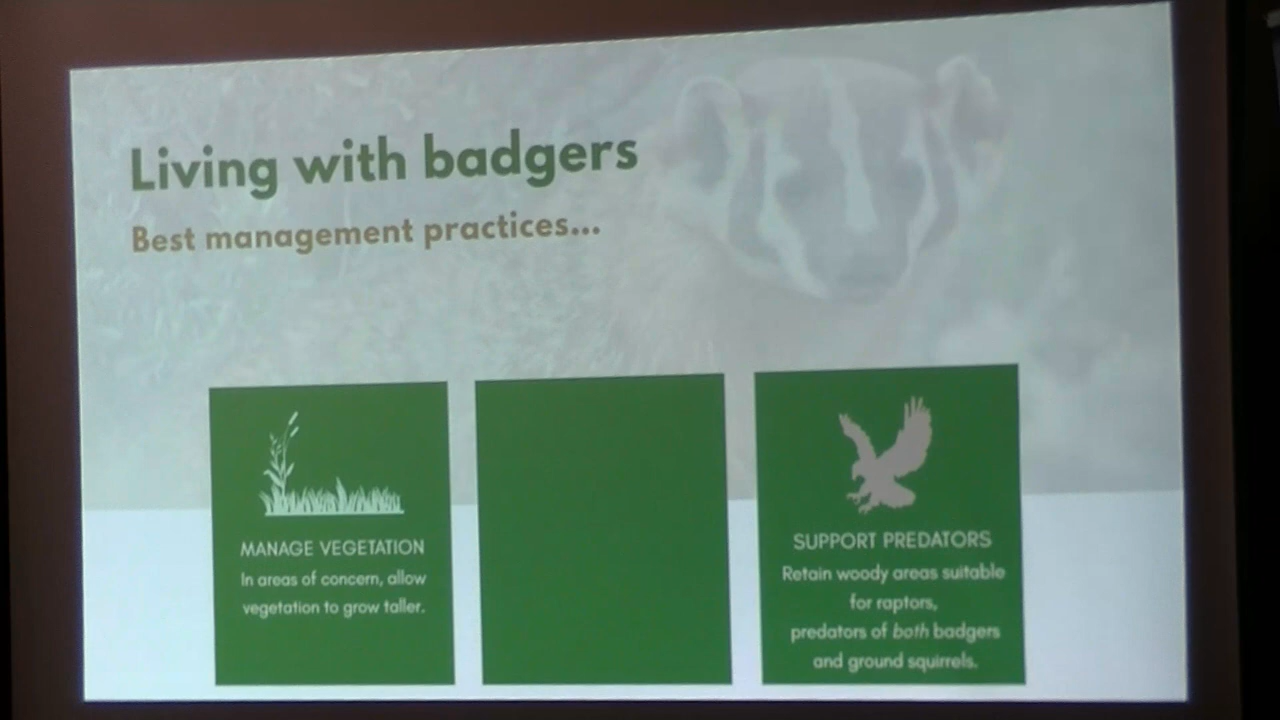 Living with badgers
Best management practices...
MANAGE VEGETATION
In areas of concern, allow
vegetation to grow taller.
SUPPORT PREDATORS
Retain woody areas suitable
for raptors,
predators of both badgers
and ground squirrels.